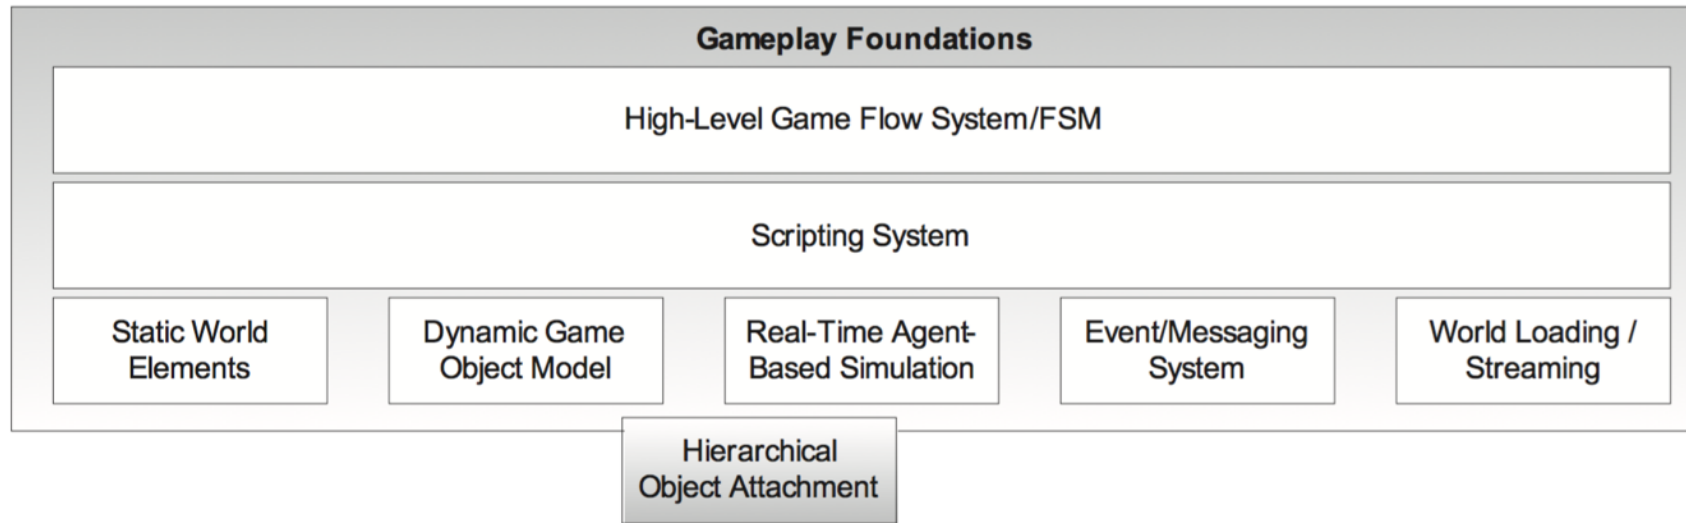 Gameplay Foundations
High-Level Game Flow System/FSM
Scripting System
Static World
Elements
Dynamic Game
Object Model
Real-Time Agent-
Based Simulation
Event/Messaging
System
World Loading /
Streaming
Hierarchical
Object Attachment